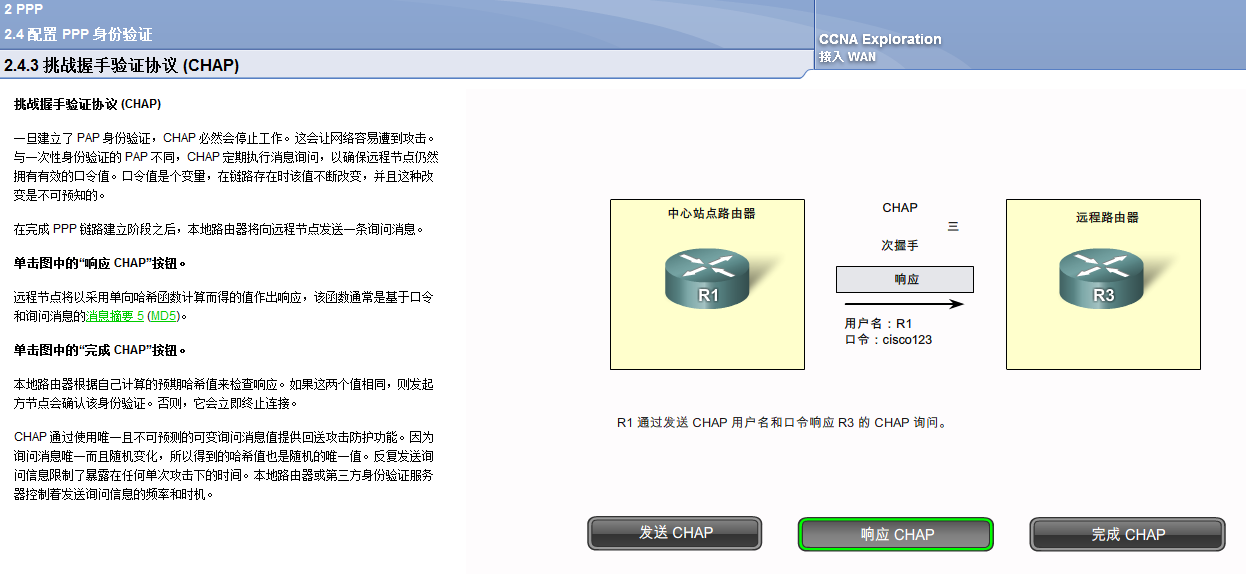 2 PPP
2.4 配置 PPP 身份验证
CCNA Exploration
接入 WAN
2.4.3 挑战握手验证协议 (CHAP)
挑战握手验证协议 (CHAP)
一旦建立了 PAP 身份验证，CHAP 必然会停止工作。这会让网络容易遭到攻击。
与一次性身份验证的 PAP 不同，CHAP 定期执行消息询问，以确保远程节点仍然
拥有有效的口令值。口令值是个变量，在链路存在时该值不断改变，并且这种改
变是不可预知的。
在完成 PPP 链路建立阶段之后，本地路由器将向远程节点发送一条询问消息。
单击图中的“响应 CHAP”按钮。
远程节点将以采用单向哈希函数计算而得的值作出响应，该函数通常是基于口令
和询问消息的消息摘要 5 (MD5)。
单击图中的“完成 CHAP”按钮。
本地路由器根据自己计算的预期哈希值来检查响应。如果这两个值相同，则发起
方节点会确认该身份验证。否则，它会立即终止连接。
CHAP 通过使用唯一且不可预测的可变询问消息值提供回送攻击防护功能。因为
询问消息唯一而且随机变化，所以得到的哈希值也是随机的唯一值。反复发送询
问信息限制了暴露在任何单次攻击下的时间。本地路由器或第三方身份验证服务
器控制着发送询问信息的频率和时机。
中心站点路由器
R1
CHAP
三
次握手
响应
用户名：R1
口令：cisco123
远程路由器
R3
R1 通过发送 CHAP 用户名和口令响应 R3 的 CHAP 询问。
发送 CHAP
响应 CHAP
完成 CHAP